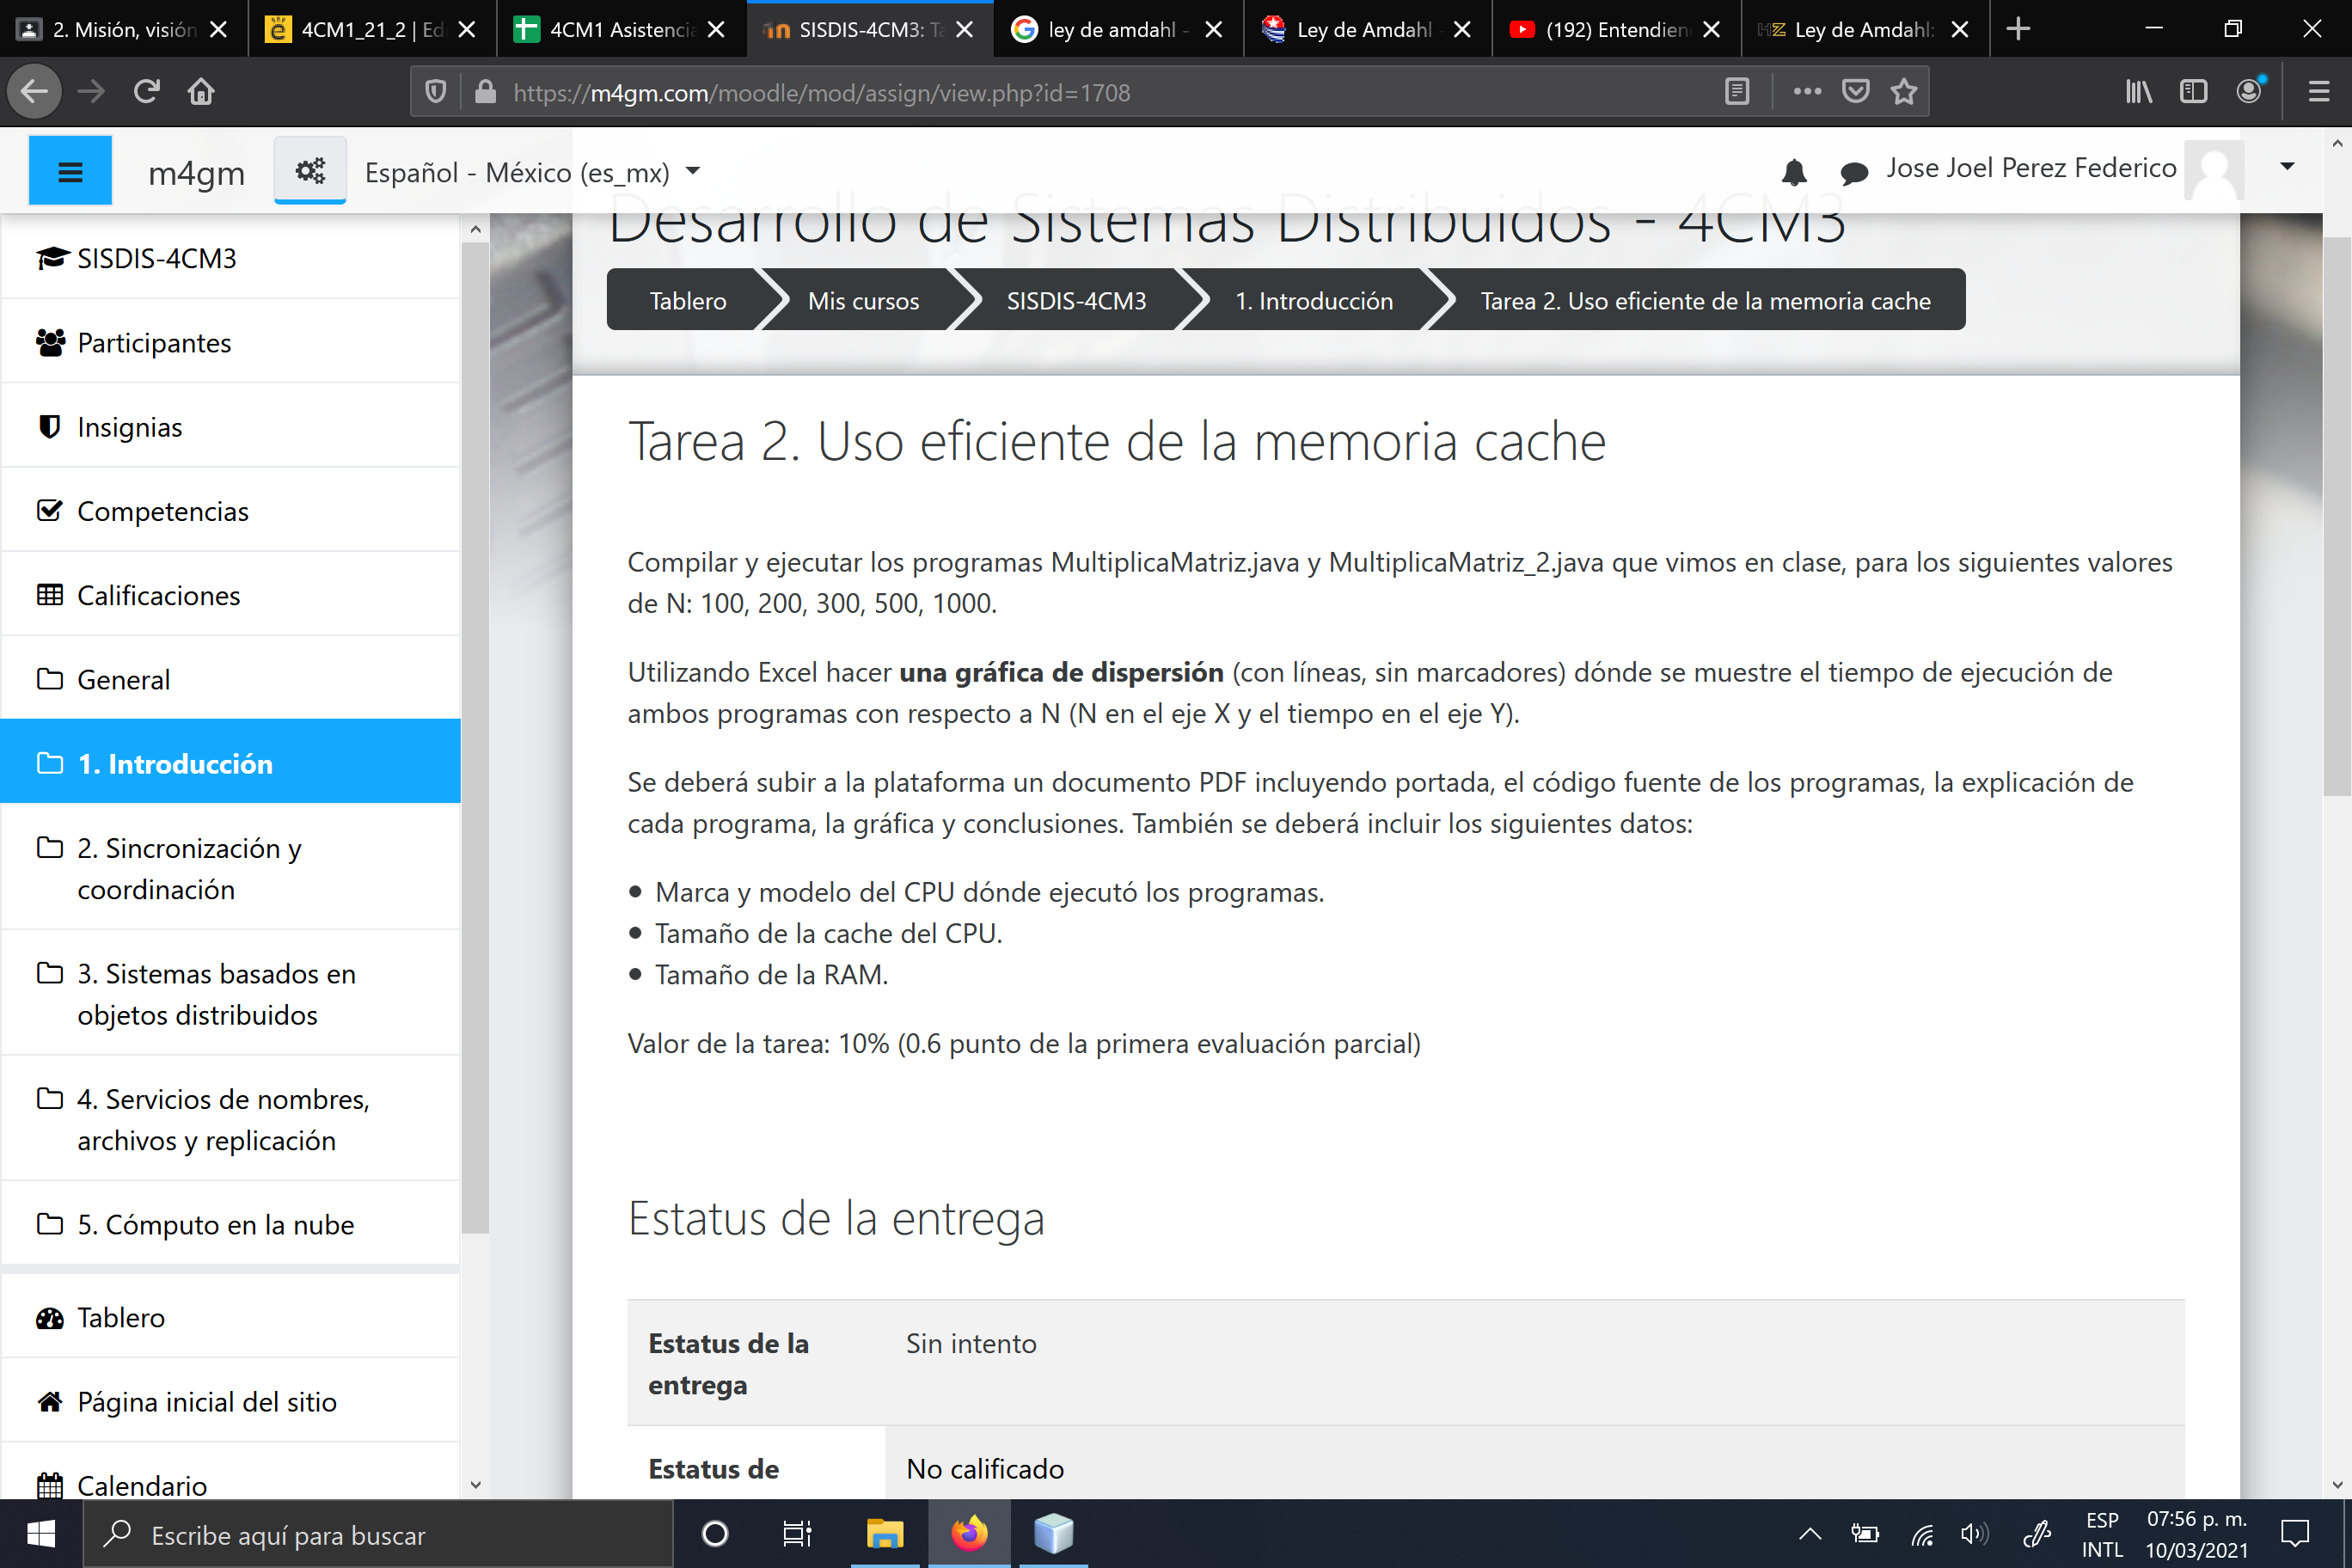 2. Misión, visión
4CM1_21_2 | Ed
4CM1 Asistencia
SISDIS-4CM3: Ta
ley de amdahl -
Ley de Amdahl
(192) Entendien
Ley de Amdahl:
https://m4gm.com/moodle/mod/assign/view.php?id=1708
m4gm
Español - México (es_mx)
Jose Joel Perez Federico
Desarrollo de Sistemas Distribuidos - 4CM3
Tablero
Mis cursos
SISDIS-4CM3
1. Introducción
Tarea 2. Uso eficiente de la memoria cache
SISDIS-4CM3
Participantes
Insignias
Competencias
Calificaciones
General
1. Introducción
2. Sincronización y
coordinación
3. Sistemas basados en
objetos distribuidos
4. Servicios de nombres,
archivos y replicación
5. Cómputo en la nube
Tablero
Página inicial del sitio
Calendario
Tarea 2. Uso eficiente de la memoria cache
Compilar y ejecutar los programas MultiplicaMatriz.java y MultiplicaMatriz_2.java que vimos en clase, para los siguientes valores
de N: 100, 200, 300, 500, 1000.
Utilizando Excel hacer una gráfica de dispersión (con líneas, sin marcadores) dónde se muestre el tiempo de ejecución de
ambos programas con respecto a N (N en el eje X y el tiempo en el eje Y).
Se deberá subir a la plataforma un documento PDF incluyendo portada, el código fuente de los programas, la explicación de
cada programa, la gráfica y conclusiones. También se deberá incluir los siguientes datos:
• Marca y modelo del CPU dónde ejecutó los programas.
• Tamaño de la cache del CPU.
• Tamaño de la RAM.
Valor de la tarea: 10% (0.6 punto de la primera evaluación parcial)
Estatus de la entrega
Estatus de la
entrega
Sin intento
Estatus de
No calificado
Escribe aquí para buscar
ESP
INTL
07:56 p. m.
10/03/2021